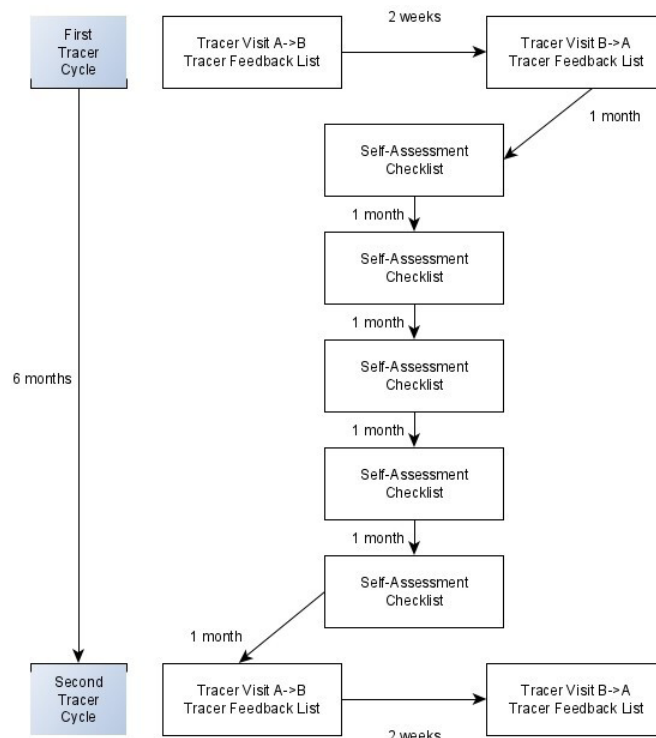 First
Tracer
Cycle
Tracer Visit A->B
Tracer Feedback List
2 weeks
Tracer Visit B->A
Tracer Feedback List
1 month
Self-Assessment
Checklist
1 month
Self-Assessment
Checklist
1 month
Self-Assessment
Checklist
6 months
1 month
Self-Assessment
Checklist
1 month
Self-Assessment
Checklist
1 month
Second
Tracer
Cycle
Tracer Visit A->B
Tracer Feedback List
Tracer Visit B->A
Tracer Feedback List
2 weeks